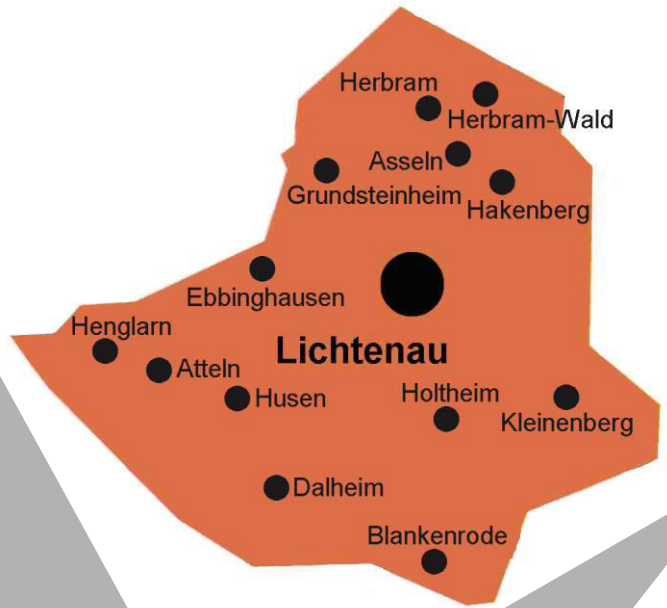 Herbram
Herbram-Wald
Asseln
Grundsteinheim
Hakenberg
Ebbinghausen
Henglarn
Lichtenau
Atteln
Holtheim
Husen
Kleinenberg
Dalheim
Blankenrode